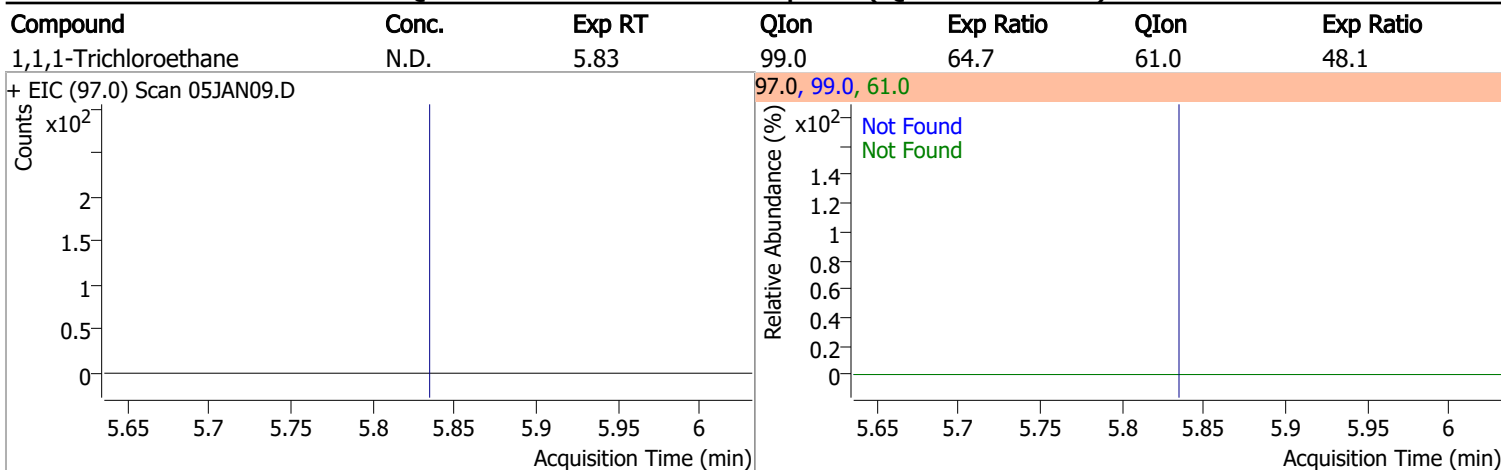 Compound Conc. Exp RT QIon Exp Ratio QIon Exp Ratio
1,1,1-Trichloroethane N.D. 5.83 99.0 64.7 61.0 48.1
+ EIC (97.0) Scan 05JAN09.D
Counts
x10²
2
1.5
1
0.5
0
5.65 5.7 5.75 5.8 5.85 5.9 5.95 6
Acquisition Time (min)
97.0, 99.0, 61.0
Relative Abundance (%)
x10²
Not Found
Not Found
1.4
1.2
1
0.8
0.6
0.4
0.2
0
5.65 5.7 5.75 5.8 5.85 5.9 5.95 6
Acquisition Time (min)